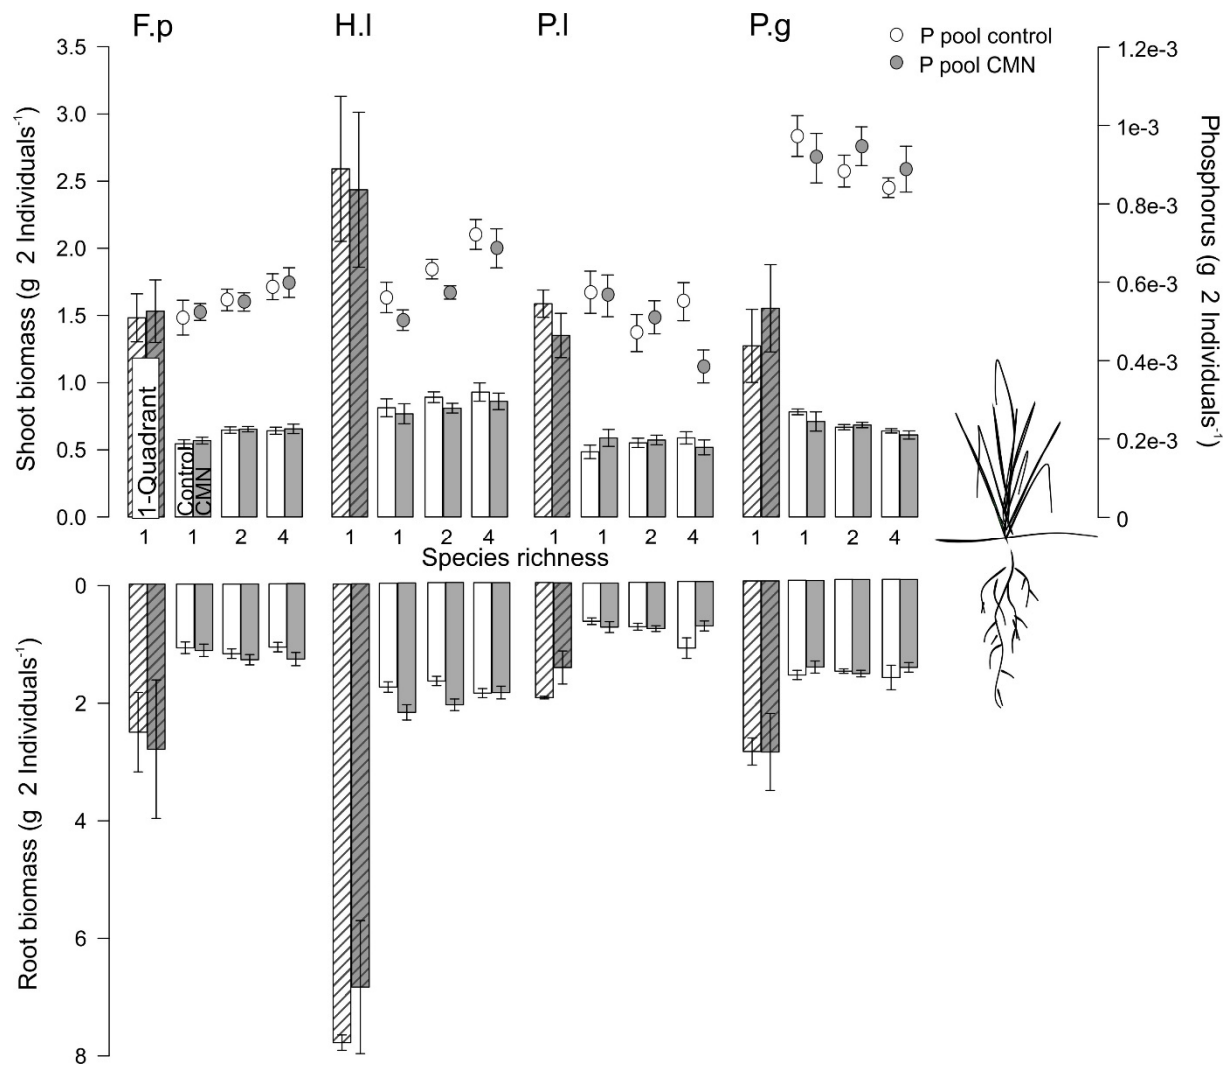 F.p H.l P.l P.g
P pool control
P pool CMN
3.5
3.0
2.5
2.0
1.5
1.0
0.5
0.0
Shoot biomass (g 2 Individuals⁻¹)
1.2e-3
1e-3
0.8e-3
0.6e-3
0.4e-3
0.2e-3
0
Phosphorus (g 2 Individuals⁻¹)
1-Quadrant
Control
CMN
1 1 2 4 1 1 2 4 1 1 2 4 1 1 2 4
Species richness
0
2
4
6
8
Root biomass (g 2 Individuals⁻¹)